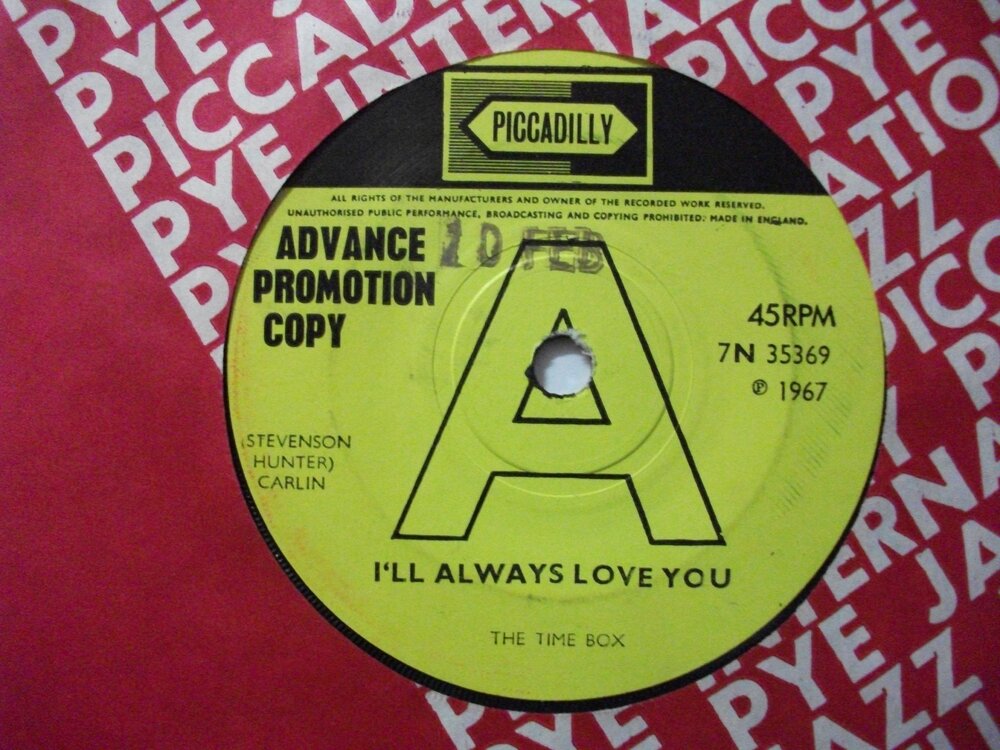 PICCADILLY
ALL RIGHTS OF THE MANUFACTURERS AND OWNER OF THE RECORDED WORK RESERVED.
UNAUTHORISED PUBLIC PERFORMANCE, BROADCASTING AND COPYING PROHIBITED. MADE IN ENGLAND.
ADVANCE
PROMOTION
COPY
10 FEB
A
45RPM
7N 35369
℗ 1967
(STEVENSON
HUNTER)
CARLIN
I'LL ALWAYS LOVE YOU
THE TIME BOX
PYE
PICCADILLY
PYE INTERNATIONAL
PYE JAZZ